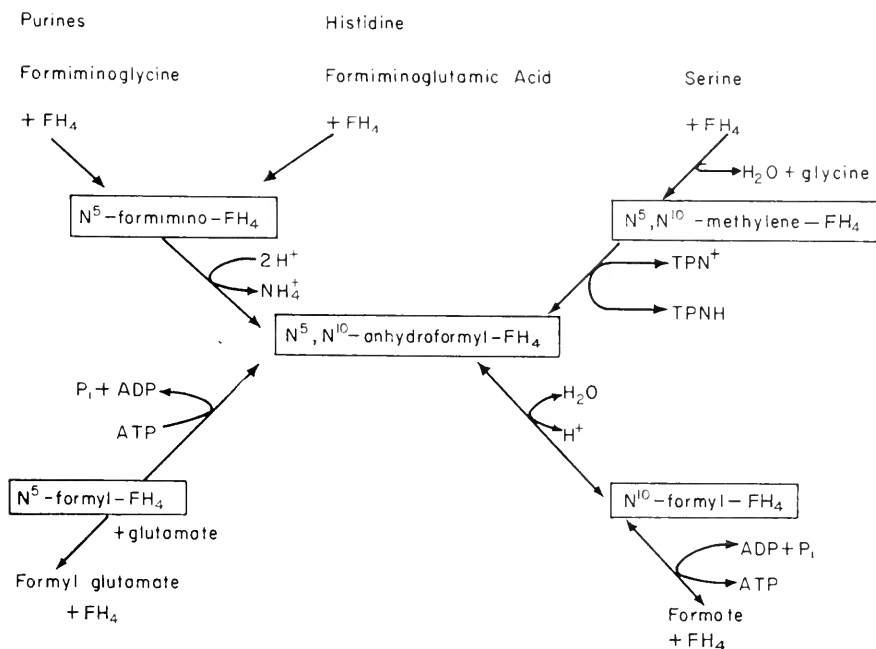 Purines
Histidine
Formiminoglycine
Formiminoglutamic Acid
Serine
+ FH₄
+ FH₄
+ FH₄
H₂O + glycine
N⁵-formimino-FH₄
N⁵,N¹⁰-methylene-FH₄
2H⁺
NH₄⁺
TPN⁺
TPNH
N⁵,N¹⁰-anhydroformyl-FH₄
Pᵢ + ADP
ATP
H₂O
H⁺
N⁵-formyl-FH₄
N¹⁰-formyl-FH₄
+glutamate
ADP+Pᵢ
ATP
Formyl glutamate
+ FH₄
Formate
+ FH₄